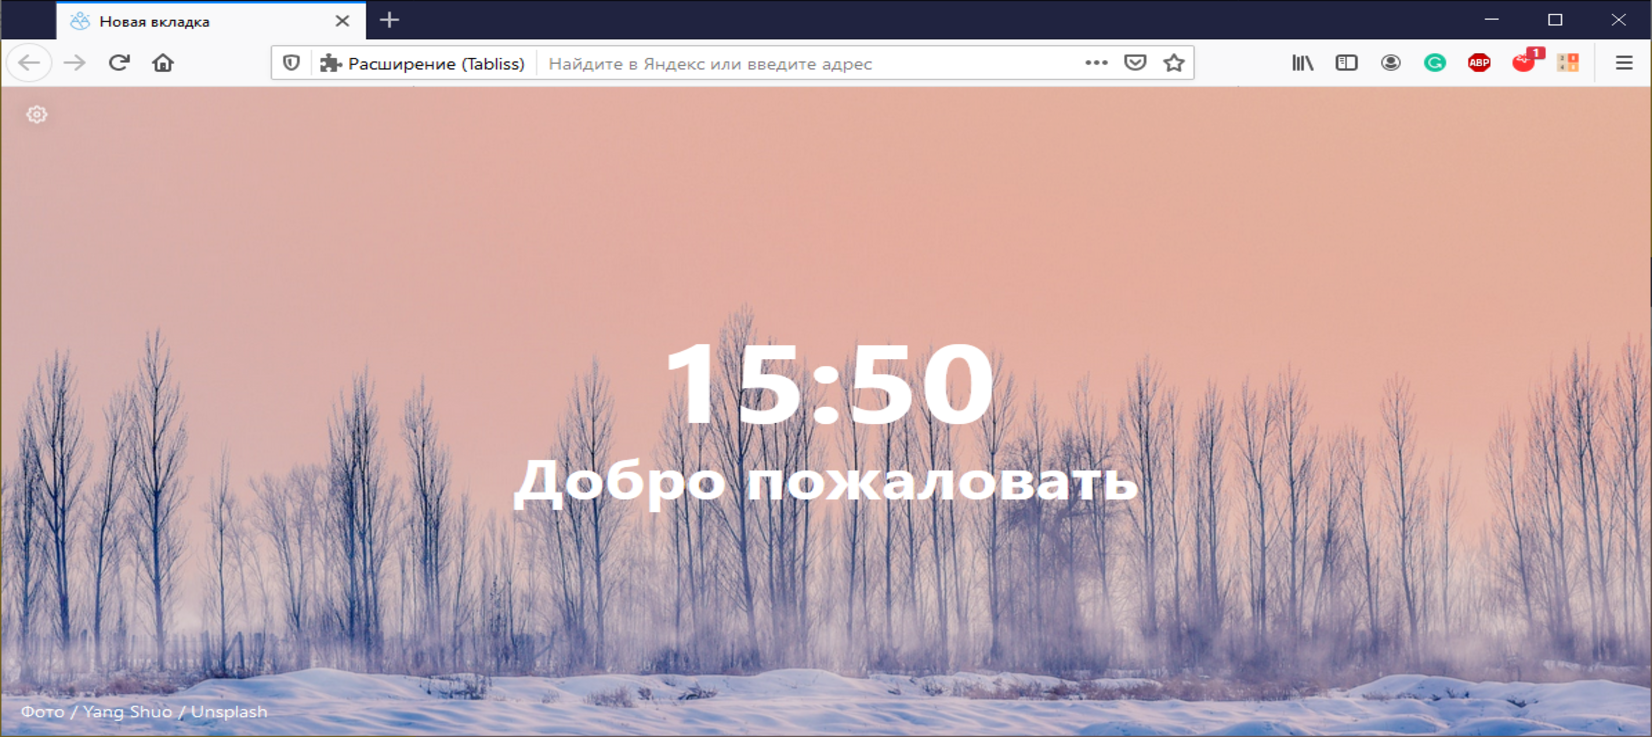 Новая вкладка
Расширение (Tabliss) Найдите в Яндекс или введите адрес
ABP
1
15:50
Добро пожаловать
Фото / Yang Shuo / Unsplash